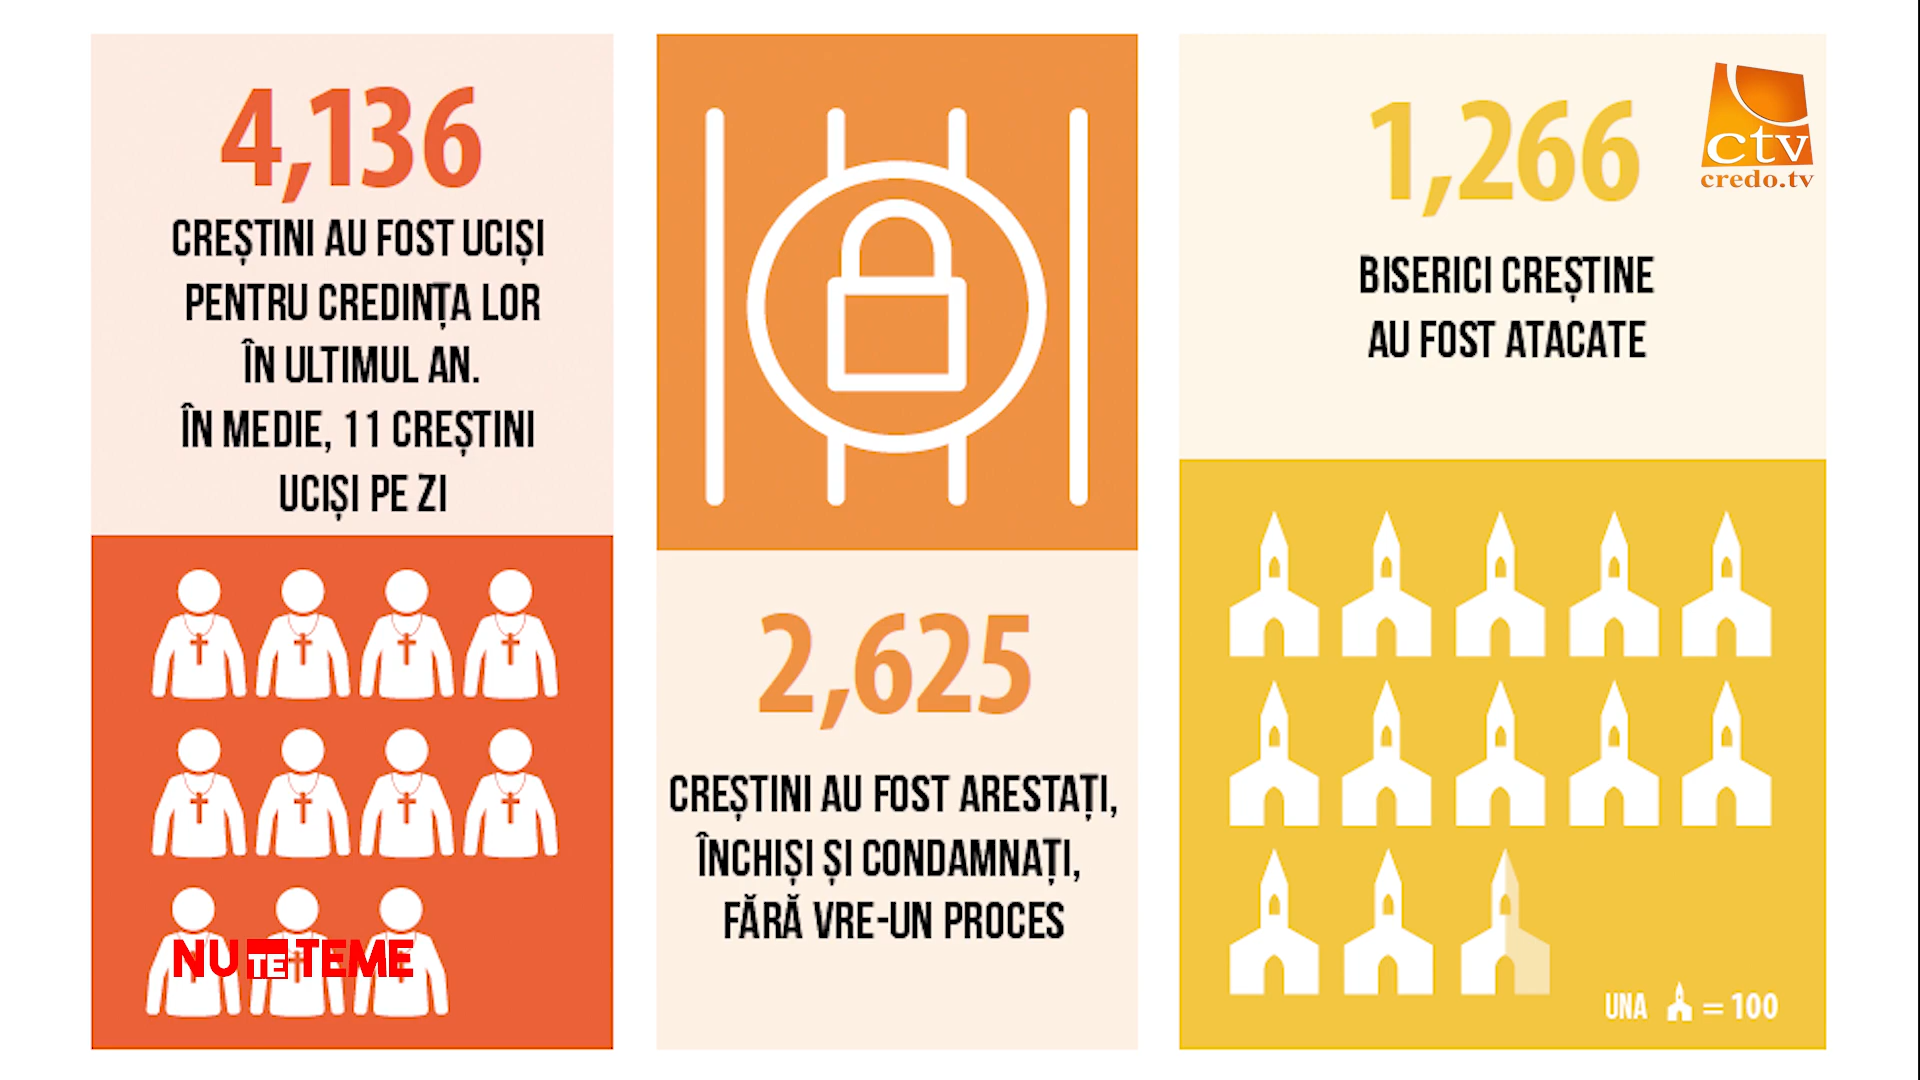 4,136
CREȘTINI AU FOST UCIȘI
PENTRU CREDINȚA LOR
ÎN ULTIMUL AN.
ÎN MEDIE, 11 CREȘTINI
UCIȘI PE ZI
NU TE TEME
2,625
CREȘTINI AU FOST ARESTAȚI,
ÎNCHIȘI ȘI CONDAMNAȚI,
FĂRĂ VRE-UN PROCES
1,266
BISERICI CREȘTINE
AU FOST ATACATE
UNA = 100
ctv
credo.tv